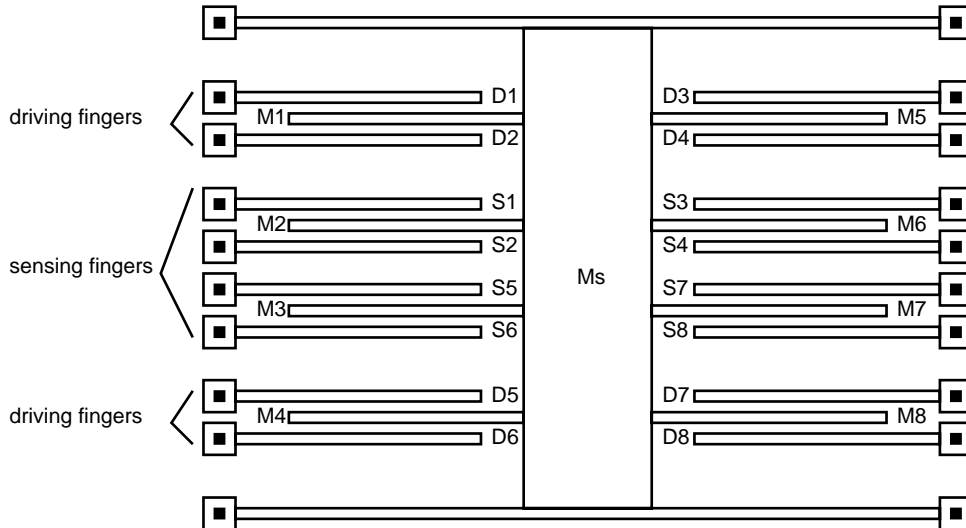 D1 D3
driving fingers M1 M5
D2 D4
S1 S3
M2 M6
S2 S4
sensing fingers Ms
S5 S7
M3 M7
S6 S8
D5 D7
driving fingers M4 M8
D6 D8